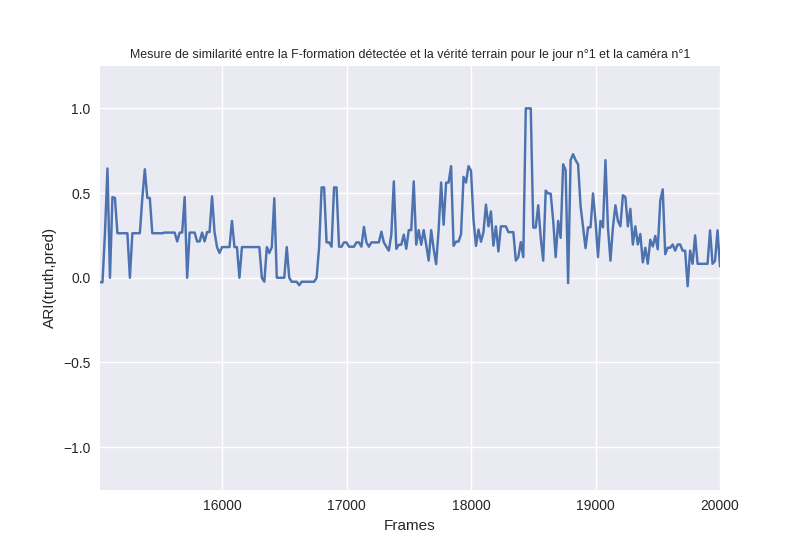 Mesure de similarité entre la F-formation détectée et la vérité terrain pour le jour n°1 et la caméra n°1
1.0
0.5
0.0
−0.5
−1.0
ARI(truth,pred)
16000 17000 18000 19000 20000
Frames